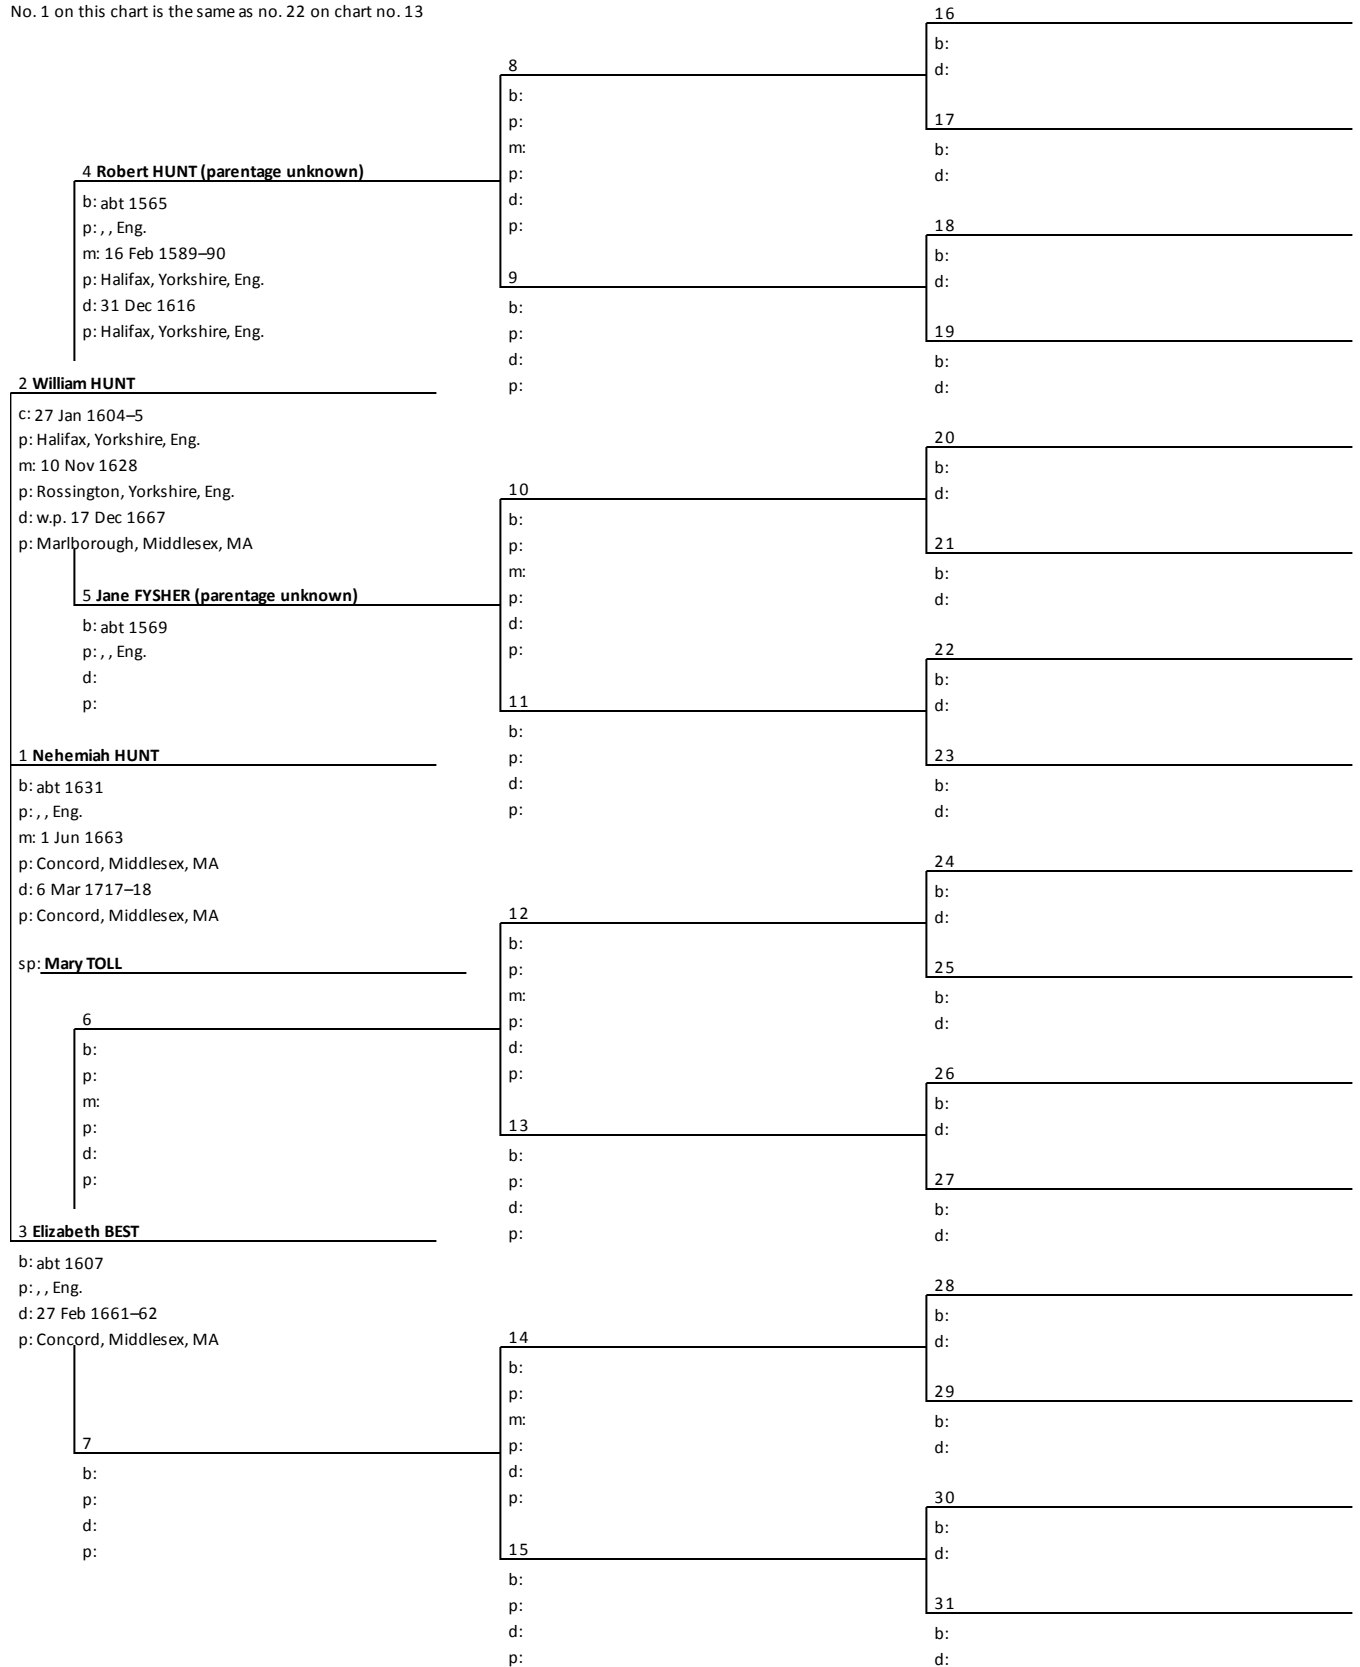 No. 1 on this chart is the same as no. 22 on chart no. 13
4 Robert HUNT (parentage unknown)
b: abt 1565
p: , , Eng.
m: 16 Feb 1589–90
p: Halifax, Yorkshire, Eng.
d: 31 Dec 1616
p: Halifax, Yorkshire, Eng.
2 William HUNT
c: 27 Jan 1604–5
p: Halifax, Yorkshire, Eng.
m: 10 Nov 1628
p: Rossington, Yorkshire, Eng.
d: w.p. 17 Dec 1667
p: Marlborough, Middlesex, MA
5 Jane FYSHER (parentage unknown)
b: abt 1569
p: , , Eng.
d:
p:
1 Nehemiah HUNT
b: abt 1631
p: , , Eng.
m: 1 Jun 1663
p: Concord, Middlesex, MA
d: 6 Mar 1717–18
p: Concord, Middlesex, MA
sp: Mary TOLL
6
b:
p:
m:
p:
d:
p:
3 Elizabeth BEST
b: abt 1607
p: , , Eng.
d: 27 Feb 1661–62
p: Concord, Middlesex, MA
7
b:
p:
d:
p:
8
b:
p:
m:
p:
d:
p:
9
b:
p:
d:
p:
10
b:
p:
m:
p:
d:
p:
11
b:
p:
d:
p:
12
b:
p:
m:
p:
d:
p:
13
b:
p:
d:
p:
14
b:
p:
m:
p:
d:
p:
15
b:
p:
d:
p:
16
b:
d:
17
b:
d:
18
b:
d:
19
b:
d:
20
b:
d:
21
b:
d:
22
b:
d:
23
b:
d:
24
b:
d:
25
b:
d:
26
b:
d:
27
b:
d:
28
b:
d:
29
b:
d:
30
b:
d:
31
b:
d: